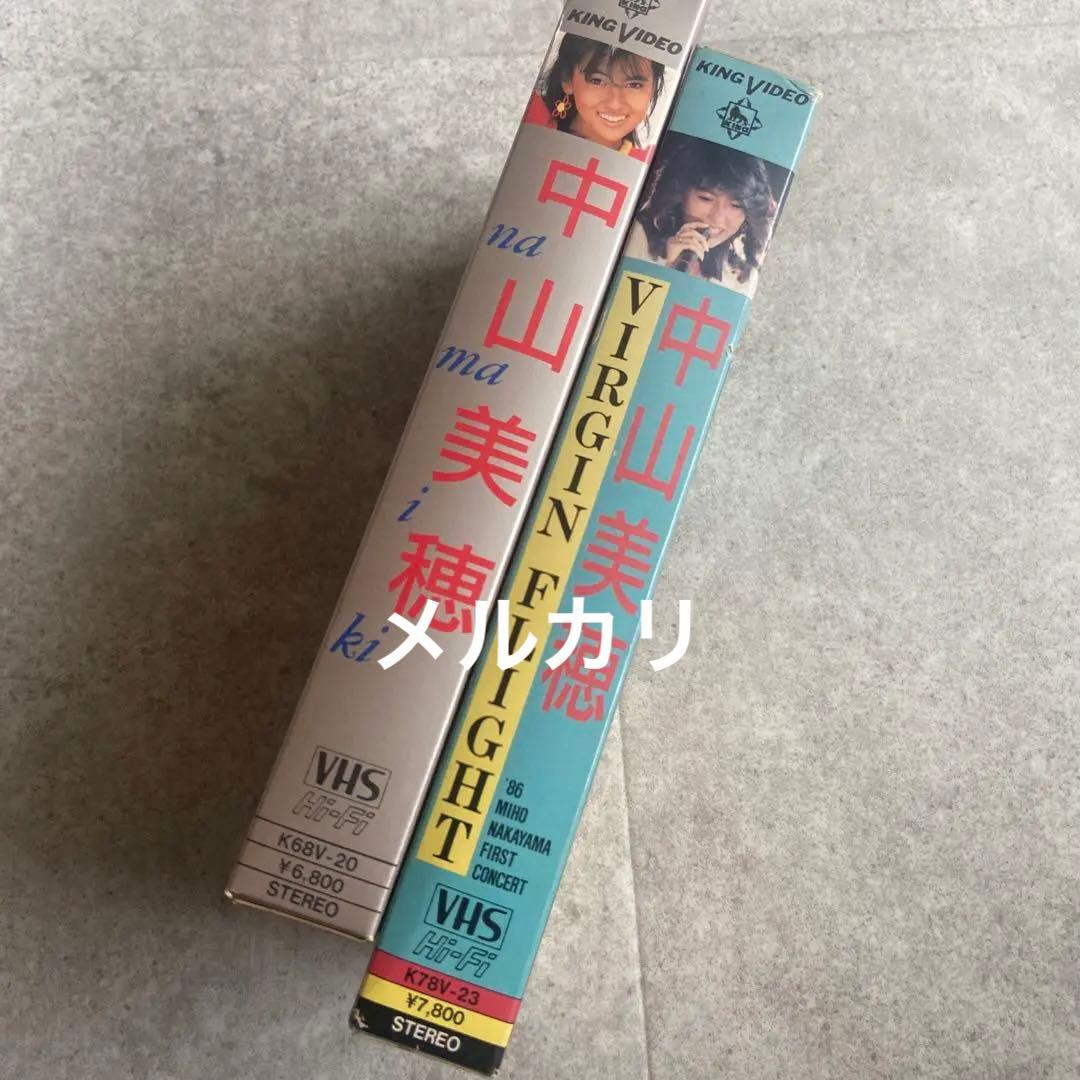 KING VIDEO
中山美穂
na
ma
i
ki
VHS
Hi-Fi
K68V-20
¥6,800
STEREO
KING VIDEO
KING
中山美穂
VIRGIN FLIGHT
'86
MIHO
NAKAYAMA
FIRST
CONCERT
VHS
Hi-Fi
K78V-23
¥7,800
STEREO
メルカリ